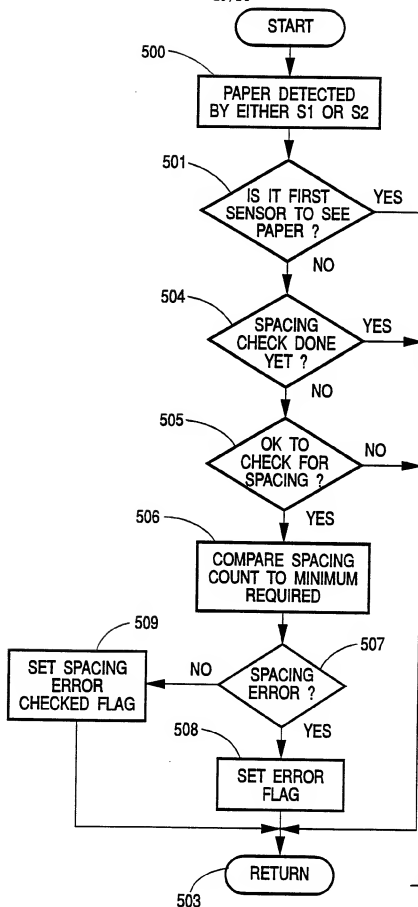 START
500
PAPER DETECTED
BY EITHER S1 OR S2
501
IS IT FIRST
SENSOR TO SEE
PAPER ?
YES
NO
504
SPACING
CHECK DONE
YET ?
YES
NO
505
OK TO
CHECK FOR
SPACING ?
NO
YES
506
COMPARE SPACING
COUNT TO MINIMUM
REQUIRED
509
SET SPACING
ERROR
CHECKED FLAG
NO
SPACING
ERROR ?
507
YES
508
SET ERROR
FLAG
RETURN
503